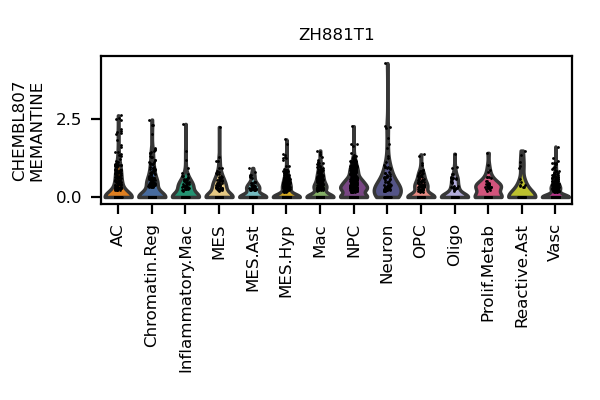 ZH881T1
CHEMBL807
MEMANTINE
2.5
0.0
AC
Chromatin.Reg
Inflammatory.Mac
MES
MES.Ast
MES.Hyp
Mac
NPC
Neuron
OPC
Oligo
Prolif.Metab
Reactive.Ast
Vasc